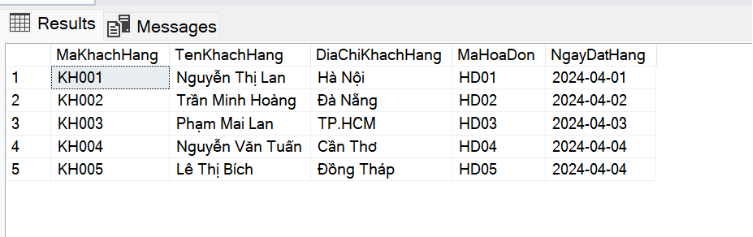 Results Messages
MaKhachHang TenKhachHang DiaChiKhachHang MaHoaDon NgayDatHang
1 KH001 Nguyễn Thị Lan Hà Nội HD01 2024-04-01
2 KH002 Trần Minh Hoàng Đà Nẵng HD02 2024-04-02
3 KH003 Phạm Mai Lan TP.HCM HD03 2024-04-03
4 KH004 Nguyễn Văn Tuấn Cần Thơ HD04 2024-04-04
5 KH005 Lê Thị Bích Đồng Tháp HD05 2024-04-04